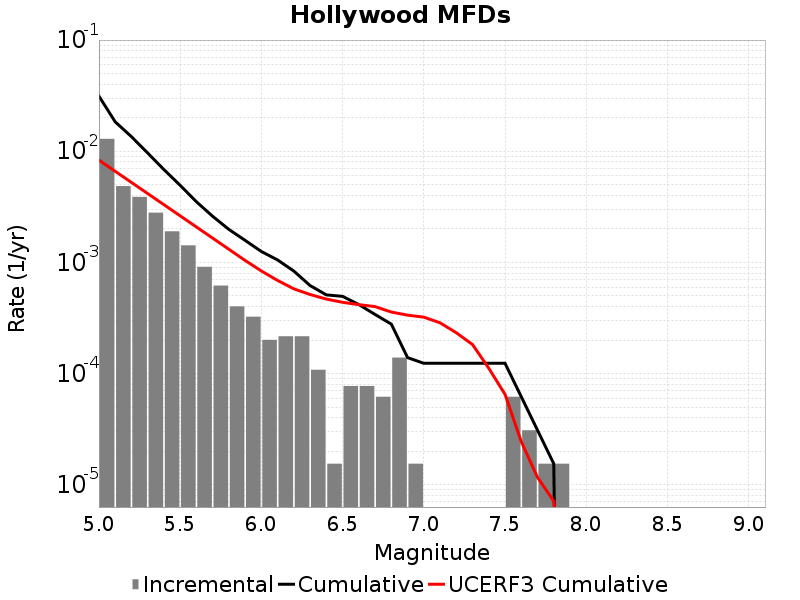 Hollywood MFDs
10-1
10-2
10-3
10-4
10-5
Rate (1/yr)
5.0 5.5 6.0 6.5 7.0 7.5 8.0 8.5 9.0
Magnitude
Incremental Cumulative UCERF3 Cumulative